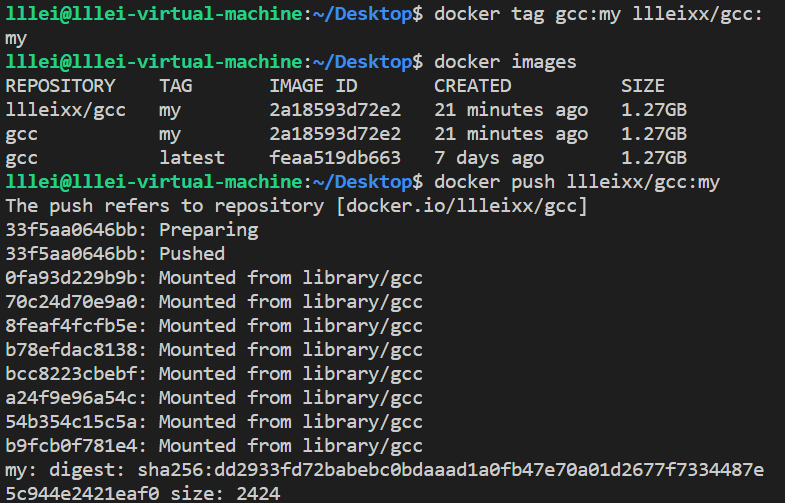 lllei@lllei-virtual-machine:~/Desktop$ docker tag gcc:my llleixx/gcc:
my
lllei@lllei-virtual-machine:~/Desktop$ docker images
REPOSITORY    TAG       IMAGE ID       CREATED          SIZE
llleixx/gcc   my        2a18593d72e2   21 minutes ago   1.27GB
gcc           my        2a18593d72e2   21 minutes ago   1.27GB
gcc           latest    feaa519db663   7 days ago       1.27GB
lllei@lllei-virtual-machine:~/Desktop$ docker push llleixx/gcc:my
The push refers to repository [docker.io/llleixx/gcc]
33f5aa0646bb: Preparing
33f5aa0646bb: Pushed
0fa93d229b9b: Mounted from library/gcc
70c24d70e9a0: Mounted from library/gcc
8feaf4fcfb5e: Mounted from library/gcc
b78efdac8138: Mounted from library/gcc
bcc8223cbebf: Mounted from library/gcc
a24f9e96a54c: Mounted from library/gcc
54b354c15c5a: Mounted from library/gcc
b9fcb0f781e4: Mounted from library/gcc
my: digest: sha256:dd2933fd72babebc0bdaaad1a0fb47e70a01d2677f7334487e
5c944e2421eaf0 size: 2424